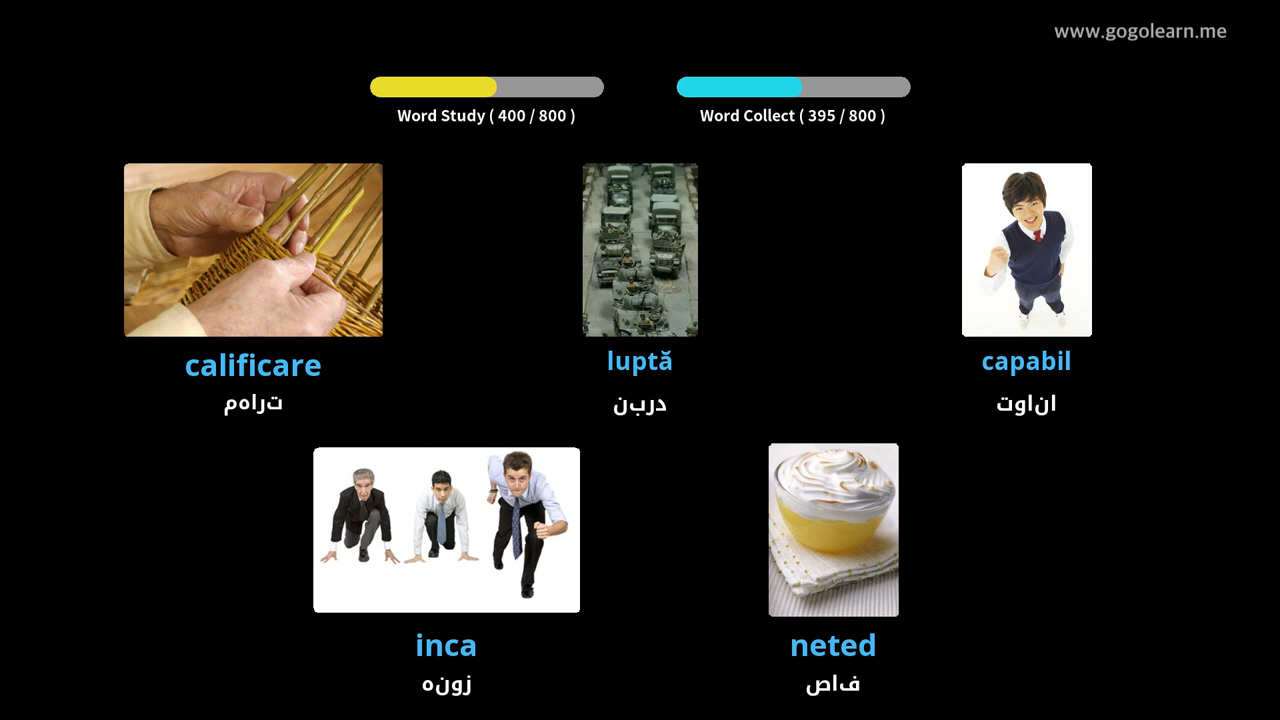 www.gogolearn.me
Word Study ( 400 / 800 )
Word Collect ( 395 / 800 )
calificare
تراهم
luptă
دربن
capabil
اناوت
inca
زونه
neted
فاص